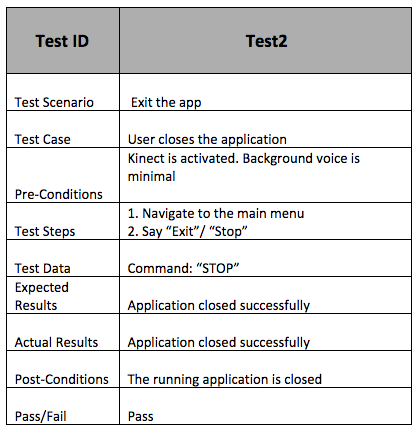 Test ID Test2
Test Scenario Exit the app
Test Case User closes the application
Pre-Conditions Kinect is activated. Background voice is
minimal
Test Steps 1. Navigate to the main menu
2. Say “Exit”/ “Stop”
Test Data Command: “STOP”
Expected
Results Application closed successfully
Actual Results Application closed successfully
Post-Conditions The running application is closed
Pass/Fail Pass